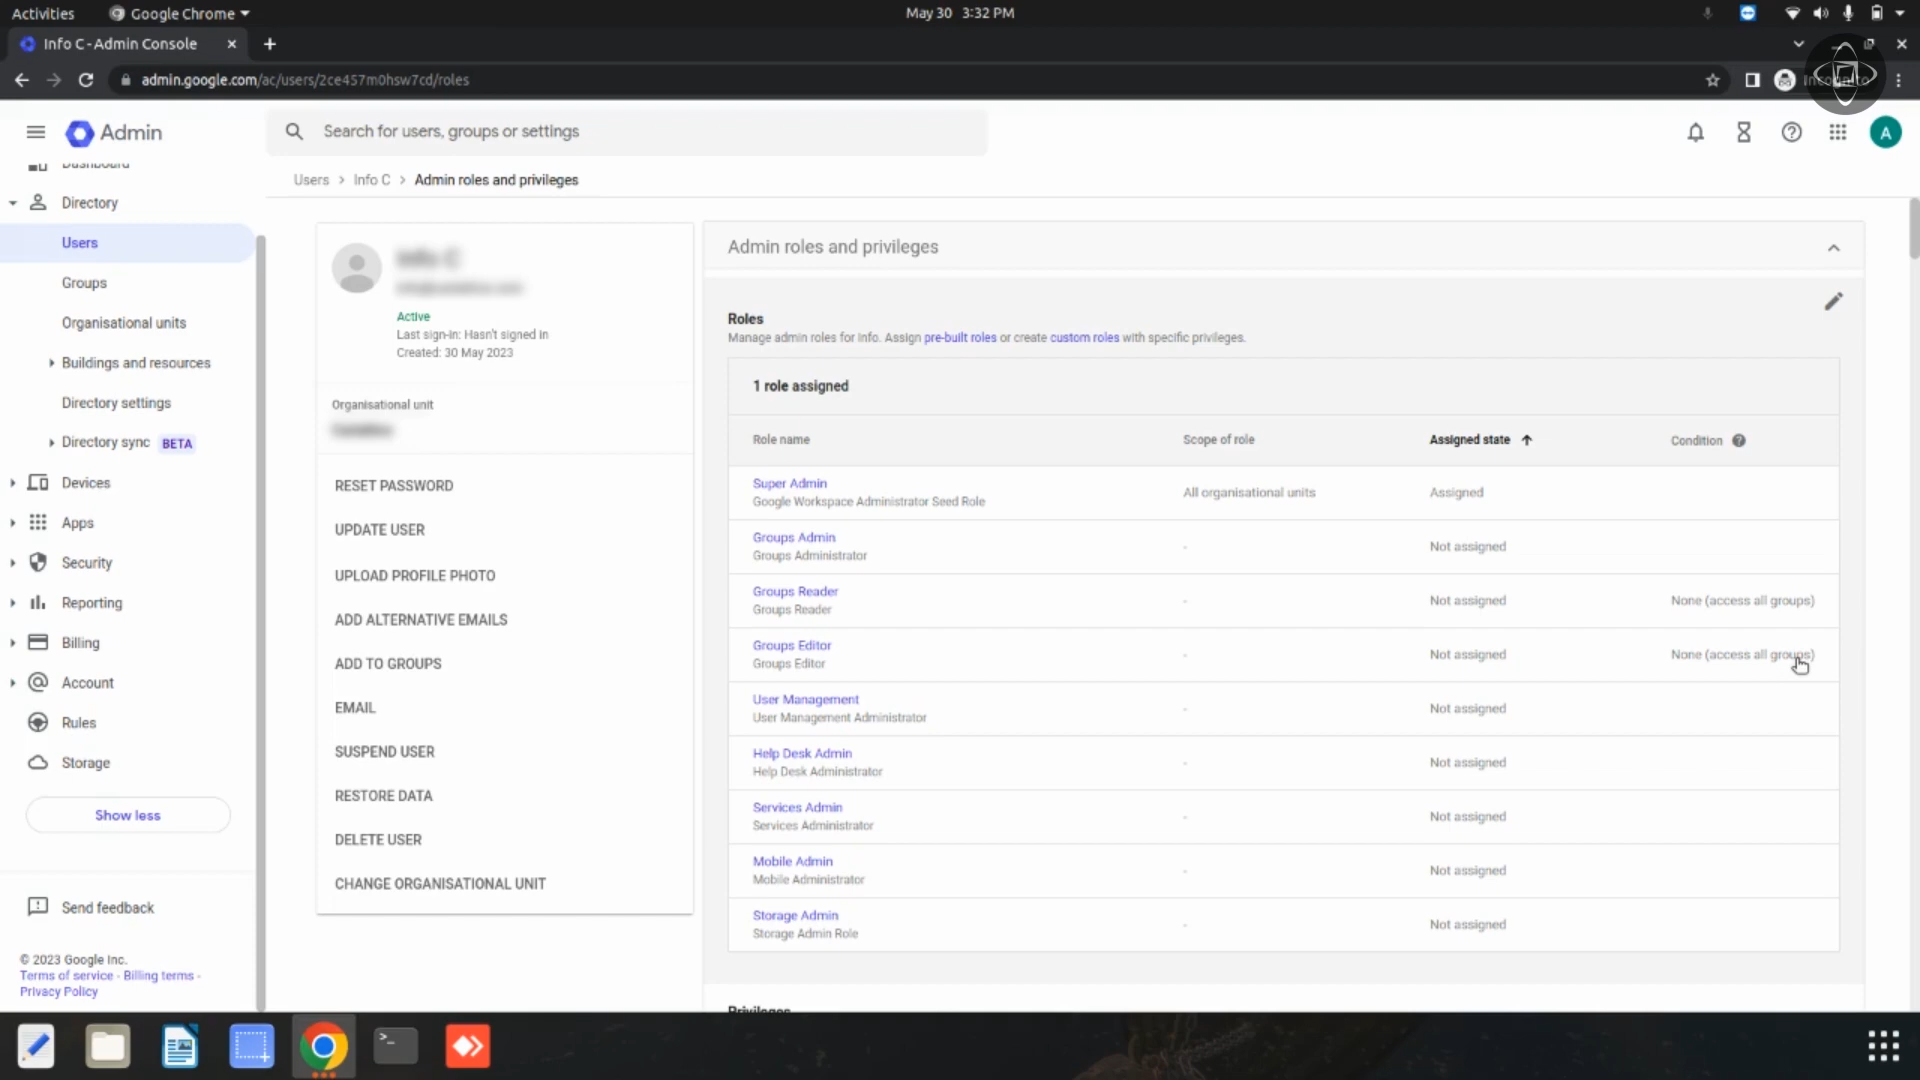 Activities
Google Chrome
May 30 3:32 PM
Info C - Admin Console
admin.google.com/ac/users/2ce457m0hsw7cd/roles
Admin
Search for users, groups or settings
A
Dashboard
Directory
Users
Groups
Organisational units
Buildings and resources
Directory settings
Directory sync BETA
Devices
Apps
Security
Reporting
Billing
Account
Rules
Storage
Show less
Send feedback
© 2023 Google Inc.
Terms of service - Billing terms -
Privacy Policy
Users > Info C > Admin roles and privileges
Active
Last sign-in: Hasn't signed in
Created: 30 May 2023
Organisational unit
RESET PASSWORD
UPDATE USER
UPLOAD PROFILE PHOTO
ADD ALTERNATIVE EMAILS
ADD TO GROUPS
EMAIL
SUSPEND USER
RESTORE DATA
DELETE USER
CHANGE ORGANISATIONAL UNIT
Admin roles and privileges
Roles
Manage admin roles for Info. Assign pre-built roles or create custom roles with specific privileges.
1 role assigned
Role name Scope of role Assigned state Condition
Super Admin
Google Workspace Administrator Seed Role
All organisational units
Assigned
Groups Admin
Groups Administrator
-
Not assigned
Groups Reader
Groups Reader
-
Not assigned
None (access all groups)
Groups Editor
Groups Editor
-
Not assigned
None (access all groups)
User Management
User Management Administrator
-
Not assigned
Help Desk Admin
Help Desk Administrator
-
Not assigned
Services Admin
Services Administrator
-
Not assigned
Mobile Admin
Mobile Administrator
-
Not assigned
Storage Admin
Storage Admin Role
-
Not assigned
Privileges